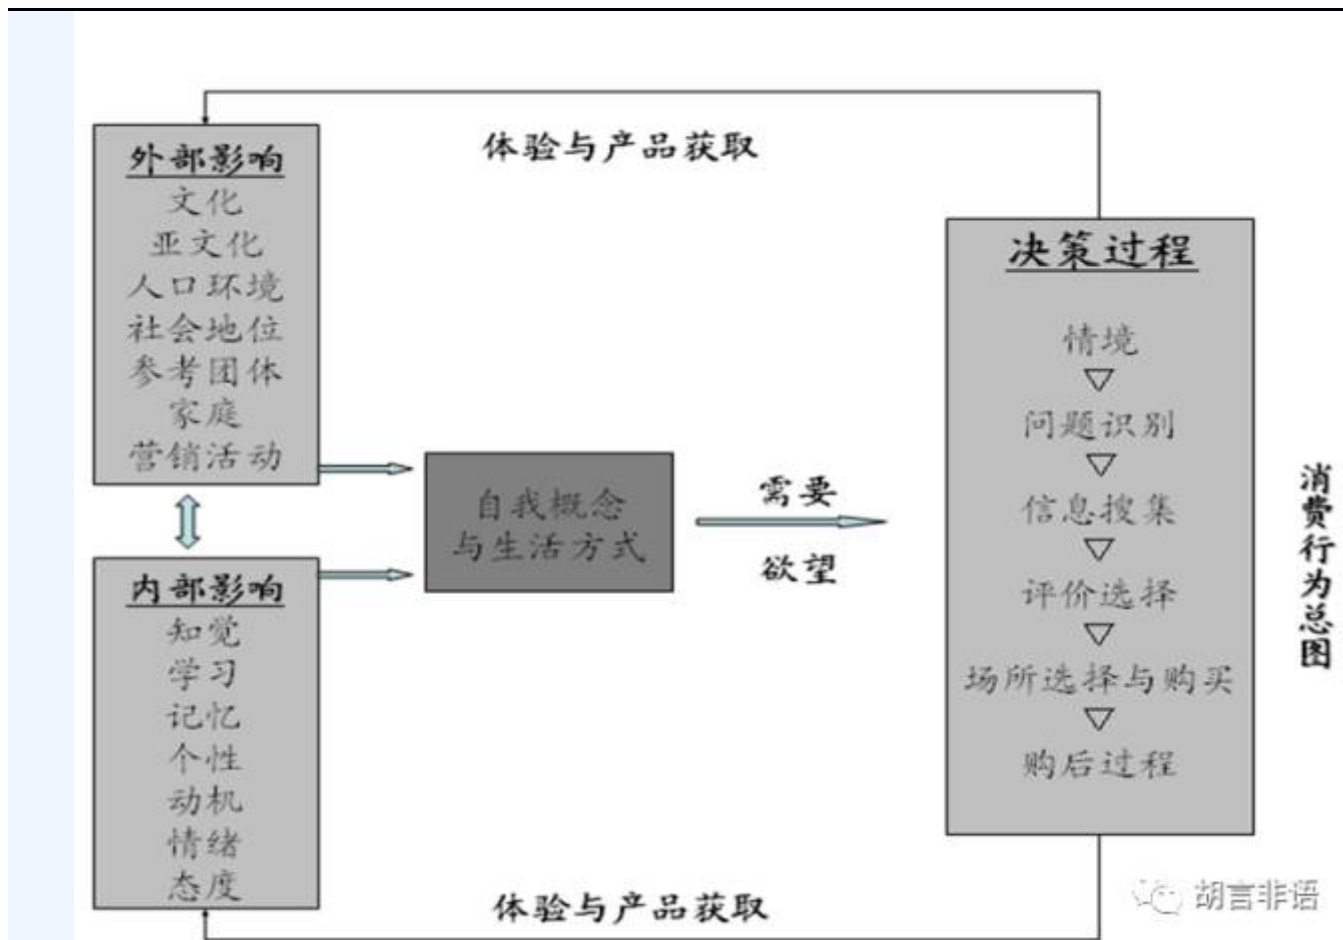 体验与产品获取
外部影响
文化
亚文化
人口环境
社会地位
参考团体
家庭
营销活动
内部影响
知觉
学习
记忆
个性
动机
情绪
态度
自我概念
与生活方式
需要
欲望
决策过程
情境
问题识别
信息搜集
评价选择
场所选择与购买
购后过程
消费行为总图
体验与产品获取
胡言非语